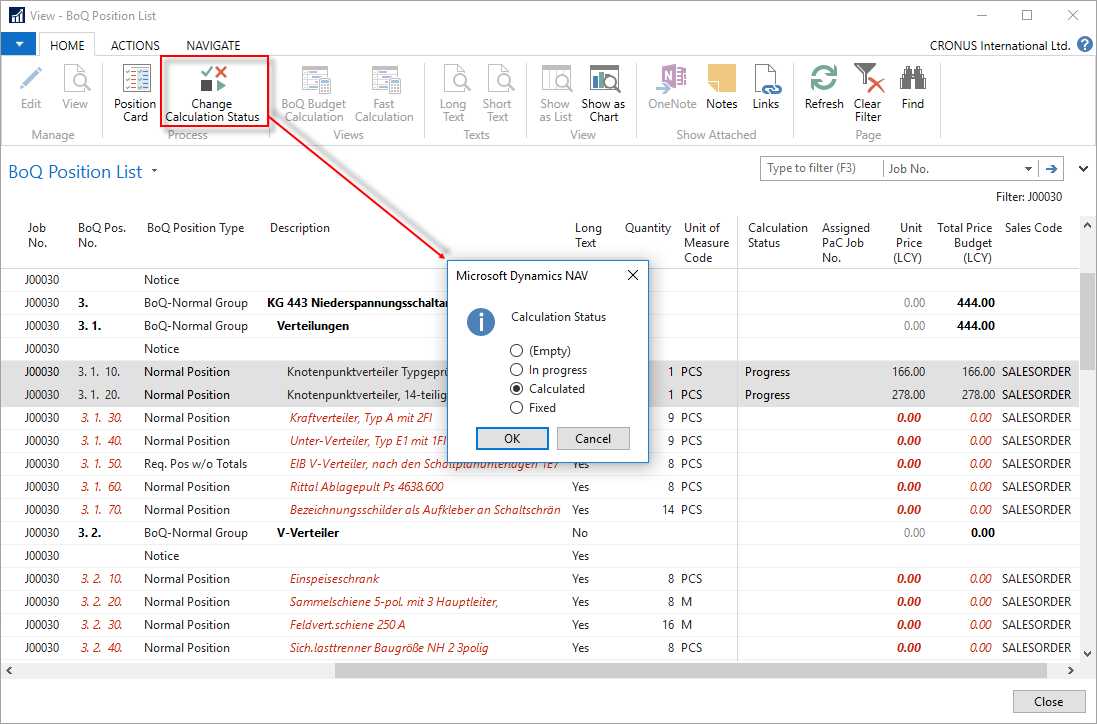 View - BoQ Position List
HOME ACTIONS NAVIGATE CRONUS International Ltd. ?
Edit View Position Card Change Calculation Status BoQ Budget Calculation Fast Calculation Long Text Short Text Show as List Show as Chart OneNote Notes Links Refresh Clear Filter Find
Manage Process Views Texts View Show Attached Page
BoQ Position List Type to filter (F3) Job No.
Filter: J00030
Job No. BoQ Pos. No. BoQ Position Type Description Long Text Quantity Unit of Measure Code Calculation Status Assigned PaC Job No. Unit Price (LCY) Total Price Budget (LCY) Sales Code
J00030 Notice
J00030 3. BoQ-Normal Group KG 443 Niederspannungsschaltan 0.00 444.00
J00030 3. 1. BoQ-Normal Group Verteilungen 0.00 444.00
J00030 Notice
J00030 3. 1. 10. Normal Position Knotenpunktverteiler Typgeprü 1 PCS Progress 166.00 166.00 SALESORDER
J00030 3. 1. 20. Normal Position Knotenpunktverteiler, 14-teilig 1 PCS Progress 278.00 278.00 SALESORDER
J00030 3. 1. 30. Normal Position Kraftverteiler, Typ A mit 2FI 9 PCS 0.00 0.00 SALESORDER
J00030 3. 1. 40. Normal Position Unter-Verteiler, Typ E1 mit 1FI 9 PCS 0.00 0.00 SALESORDER
J00030 3. 1. 50. Req. Pos w/o Totals EIB V-Verteiler, nach den Schaltplanunterlagen 1E7 Yes 8 PCS 0.00 0.00 SALESORDER
J00030 3. 1. 60. Normal Position Rittal Ablagepult Ps 4638.600 Yes 8 PCS 0.00 0.00 SALESORDER
J00030 3. 1. 70. Normal Position Bezeichnungsschilder als Aufkleber an Schaltschrän Yes 14 PCS 0.00 0.00 SALESORDER
J00030 3. 2. BoQ-Normal Group V-Verteiler No 0.00 0.00
J00030 Notice Yes
J00030 3. 2. 10. Normal Position Einspeiseschrank Yes 8 PCS 0.00 0.00 SALESORDER
J00030 3. 2. 20. Normal Position Sammelschiene 5-pol. mit 3 Hauptleiter, Yes 8 M 0.00 0.00 SALESORDER
J00030 3. 2. 30. Normal Position Feldvert.schiene 250 A Yes 16 M 0.00 0.00 SALESORDER
J00030 3. 2. 40. Normal Position Sich.lasttrenner Baugröße NH 2 3polig Yes 8 PCS 0.00 0.00 SALESORDER
Microsoft Dynamics NAV
Calculation Status
(Empty)
In progress
Calculated
Fixed
OK Cancel
Close